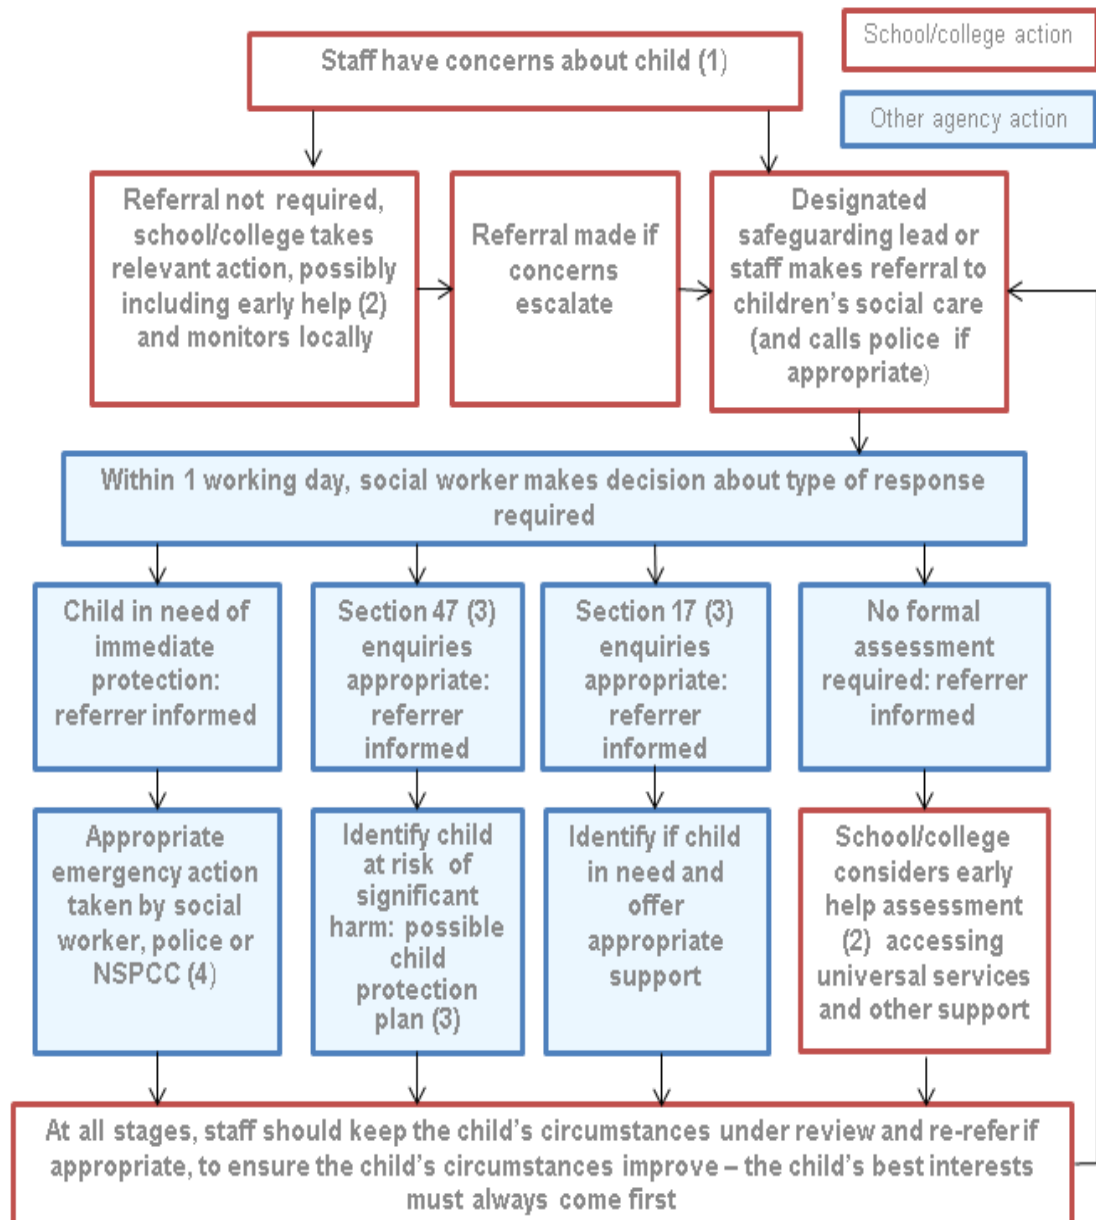 School/college action
Other agency action
Staff have concerns about child (1)
Referral not required,
school/college takes
relevant action, possibly
including early help (2)
and monitors locally
Referral made if
concerns
escalate
Designated
safeguarding lead or
staff makes referral to
children’s social care
(and calls police if
appropriate)
Within 1 working day, social worker makes decision about type of response
required
Child in need of
immediate
protection:
referrer informed
Section 47 (3)
enquiries
appropriate:
referrer
informed
Section 17 (3)
enquiries
appropriate:
referrer
informed
No formal
assessment
required: referrer
informed
Appropriate
emergency action
taken by social
worker, police or
NSPCC (4)
Identify child
at risk of
significant
harm: possible
child
protection
plan (3)
Identify if child
in need and
offer
appropriate
support
School/college
considers early
help assessment
(2) accessing
universal services
and other support
At all stages, staff should keep the child’s circumstances under review and re-refer if
appropriate, to ensure the child’s circumstances improve – the child’s best interests
must always come first